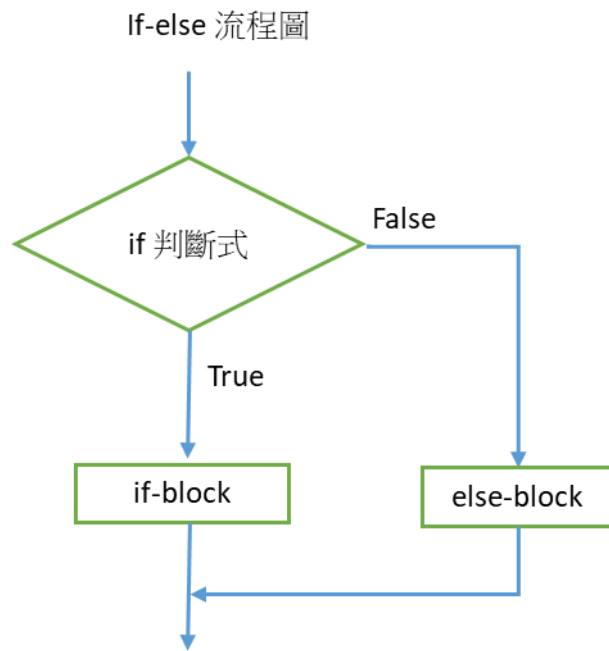 If-else 流程圖
False
if 判斷式
True
if-block
else-block